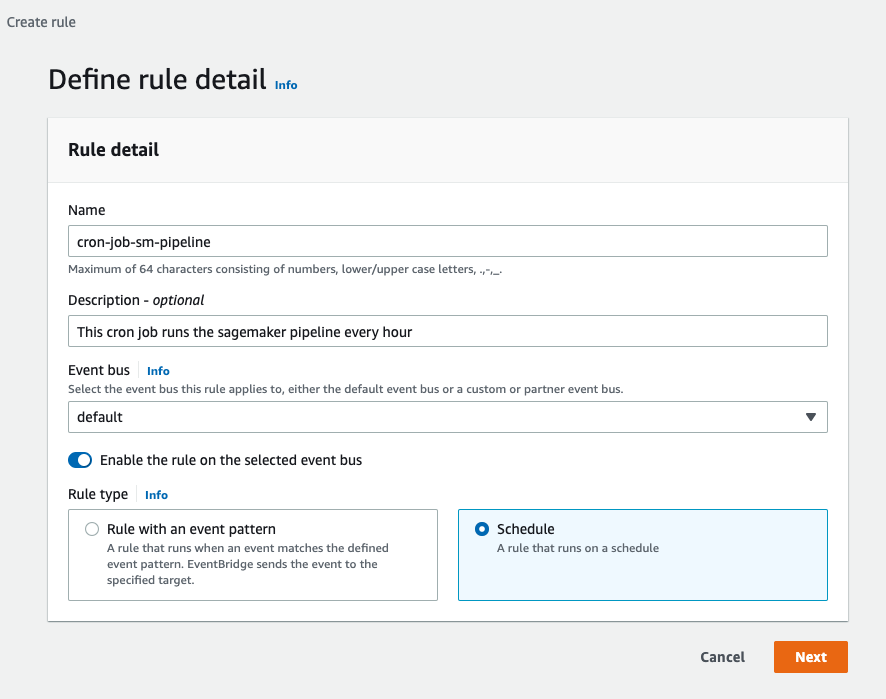 Create rule
Define rule detail Info
Rule detail
Name
cron-job-sm-pipeline
Maximum of 64 characters consisting of numbers, lower/upper case letters, .,-,_.
Description - optional
This cron job runs the sagemaker pipeline every hour
Event bus Info
Select the event bus this rule applies to, either the default event bus or a custom or partner event bus.
default
Enable the rule on the selected event bus
Rule type Info
Rule with an event pattern
A rule that runs when an event matches the defined
event pattern. EventBridge sends the event to the
specified target.
Schedule
A rule that runs on a schedule
Cancel Next